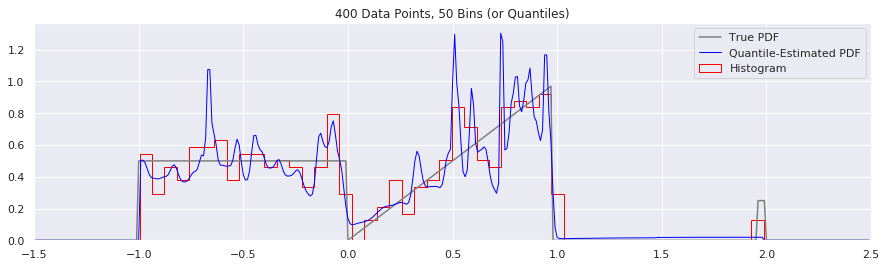 400 Data Points, 50 Bins (or Quantiles)
True PDF
Quantile-Estimated PDF
Histogram
1.2
1.0
0.8
0.6
0.4
0.2
0.0
−1.5 −1.0 −0.5 0.0 0.5 1.0 1.5 2.0 2.5